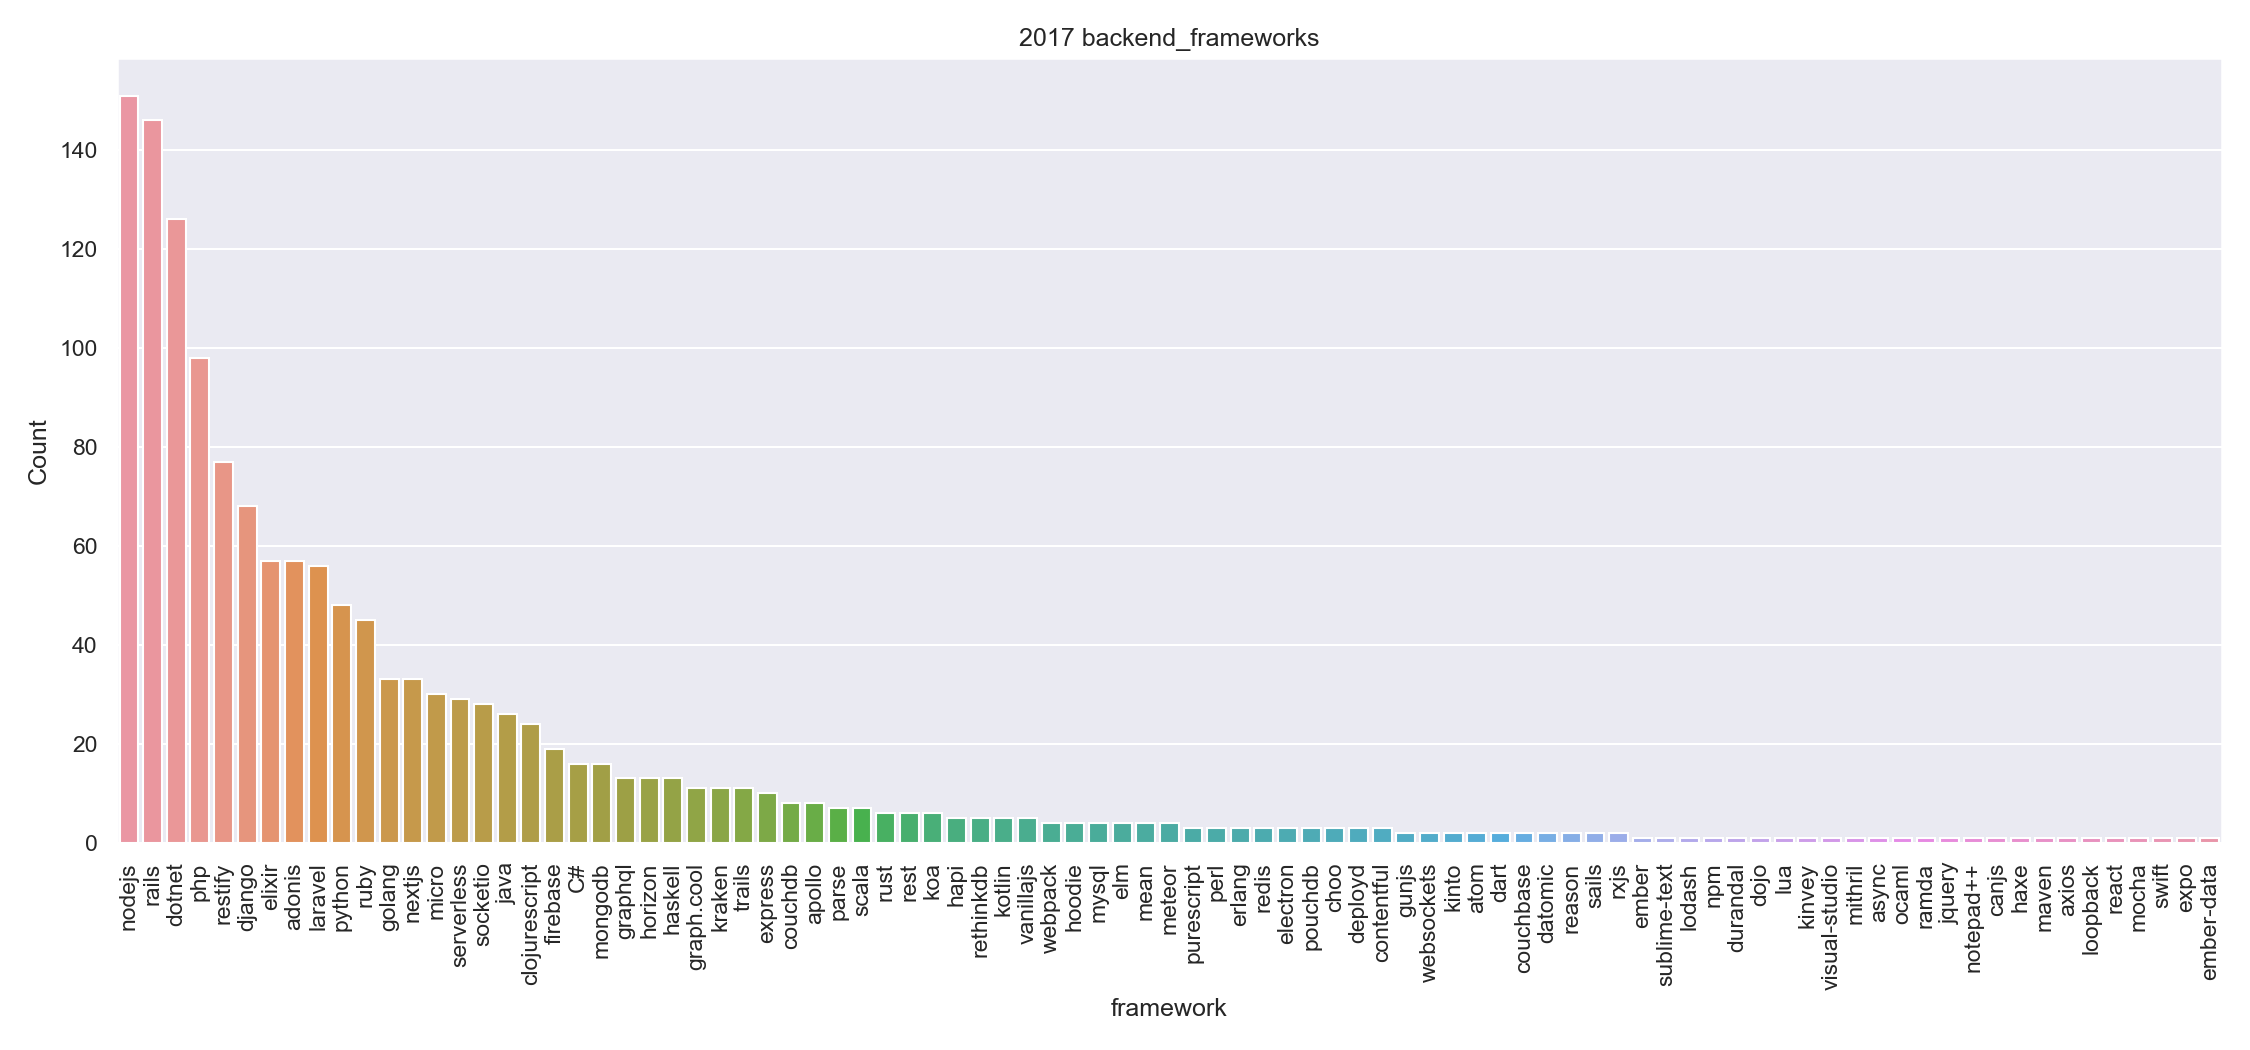 2017 backend_frameworks
Count
140
120
100
80
60
40
20
0
nodejs
rails
dotnet
php
restify
django
elixir
adonis
laravel
python
ruby
golang
nextjs
micro
serverless
socketio
java
clojurescript
firebase
C#
mongodb
graphql
horizon
haskell
graph.cool
kraken
trails
express
couchdb
apollo
parse
scala
rust
rest
koa
hapi
rethinkdb
kotlin
vanillajs
webpack
hoodie
mysql
elm
mean
meteor
purescript
perl
erlang
redis
electron
pouchdb
choo
deployd
contentful
gunjs
websockets
kinto
atom
dart
couchbase
datomic
reason
sails
rxjs
ember
sublime-text
lodash
npm
durandal
dojo
lua
kinvey
visual-studio
mithril
async
ocaml
ramda
jquery
notepad++
canjs
haxe
maven
axios
loopback
react
mocha
swift
expo
ember-data
framework